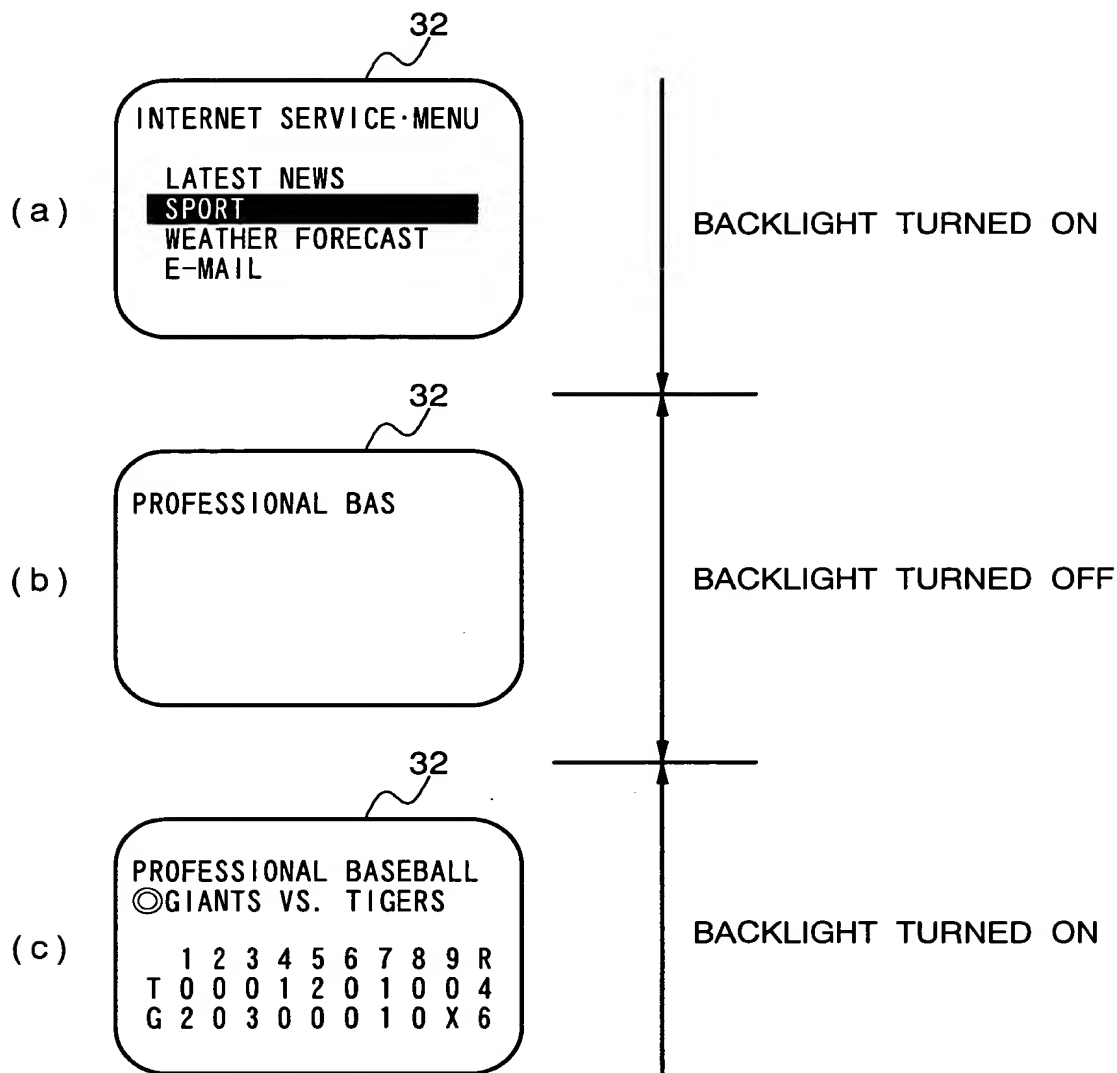 32
INTERNET SERVICE·MENU
LATEST NEWS
(a)
SPORT
WEATHER FORECAST
E-MAIL
BACKLIGHT TURNED ON
32
PROFESSIONAL BAS
(b)
BACKLIGHT TURNED OFF
32
PROFESSIONAL BASEBALL
◎GIANTS VS. TIGERS
(c)
BACKLIGHT TURNED ON
1 2 3 4 5 6 7 8 9 R
T 0 0 0 1 2 0 1 0 0 4
G 2 0 3 0 0 0 1 0 X 6